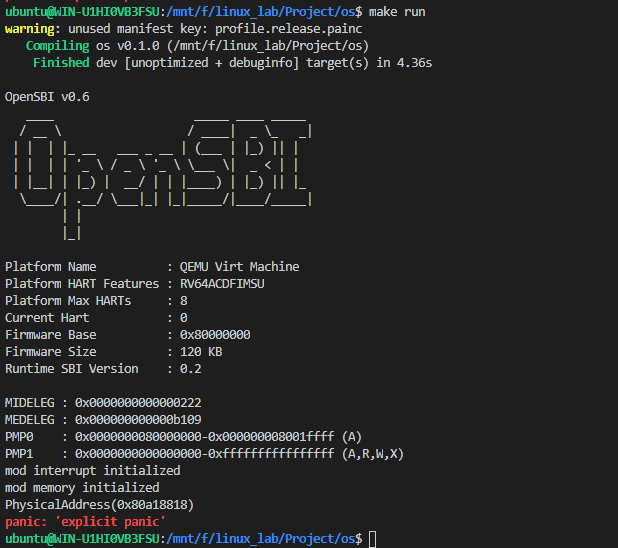 ubuntu@WIN-U1HI0VB3FSU:/mnt/f/linux_lab/Project/os$ make run
warning: unused manifest key: profile.release.painc
Compiling os v0.1.0 (/mnt/f/linux_lab/Project/os)
Finished dev [unoptimized + debuginfo] target(s) in 4.36s
OpenSBI v0.6
OpenSBI
Platform Name : QEMU Virt Machine
Platform HART Features : RV64ACDFIMSU
Platform Max HARTs : 8
Current Hart : 0
Firmware Base : 0x80000000
Firmware Size : 120 KB
Runtime SBI Version : 0.2
MIDELEG : 0x0000000000000222
MEDELEG : 0x000000000000b109
PMP0 : 0x0000000080000000-0x000000008001ffff (A)
PMP1 : 0x0000000000000000-0xffffffffffffffff (A,R,W,X)
mod interrupt initialized
mod memory initialized
PhysicalAddress(0x80a18818)
panic: 'explicit panic'
ubuntu@WIN-U1HI0VB3FSU:/mnt/f/linux_lab/Project/os$